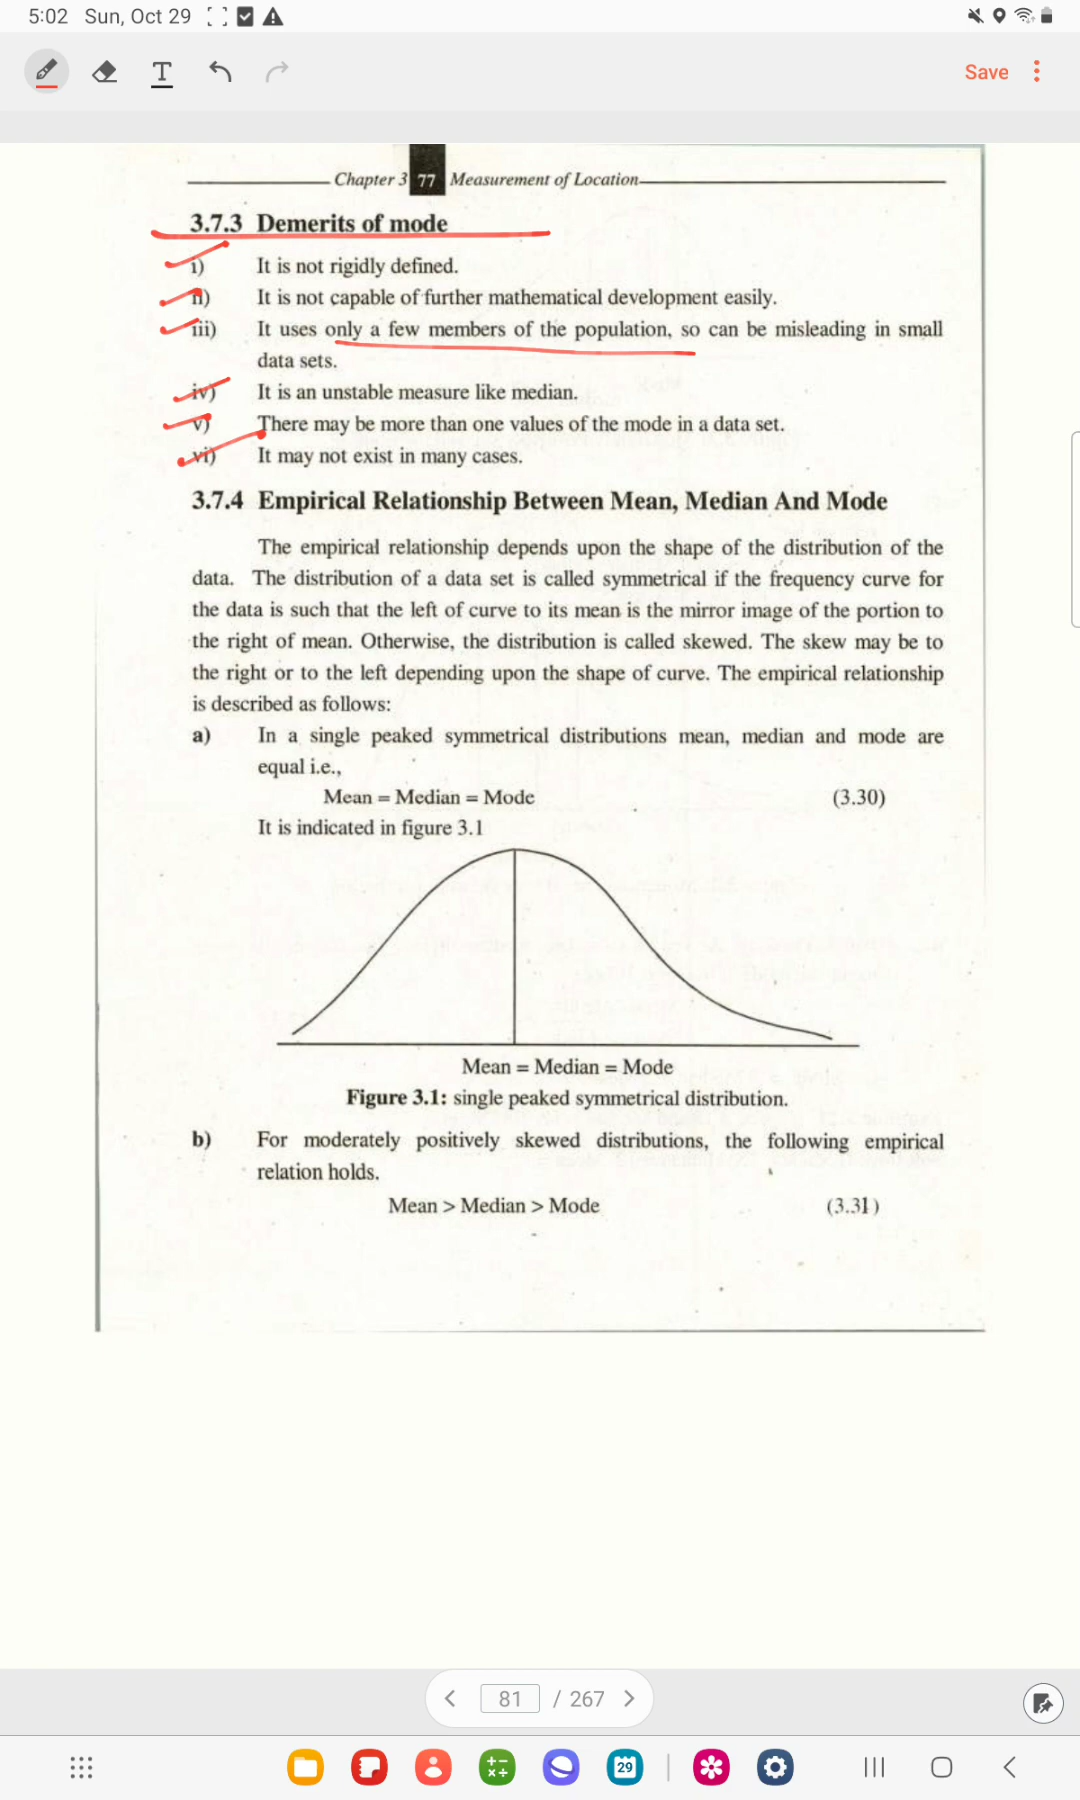 5:02 Sun, Oct 29
T
Save
Chapter 3 77 Measurement of Location
3.7.3 Demerits of mode
i) It is not rigidly defined.
ii) It is not capable of further mathematical development easily.
iii) It uses only a few members of the population, so can be misleading in small
data sets.
iv) It is an unstable measure like median.
v) There may be more than one values of the mode in a data set.
vi) It may not exist in many cases.
3.7.4 Empirical Relationship Between Mean, Median And Mode
The empirical relationship depends upon the shape of the distribution of the
data. The distribution of a data set is called symmetrical if the frequency curve for
the data is such that the left of curve to its mean is the mirror image of the portion to
the right of mean. Otherwise, the distribution is called skewed. The skew may be to
the right or to the left depending upon the shape of curve. The empirical relationship
is described as follows:
a) In a single peaked symmetrical distributions mean, median and mode are
equal i.e.,
Mean = Median = Mode (3.30)
It is indicated in figure 3.1
Mean = Median = Mode
Figure 3.1: single peaked symmetrical distribution.
b) For moderately positively skewed distributions, the following empirical
relation holds.
Mean > Median > Mode (3.31)
81 / 267
29